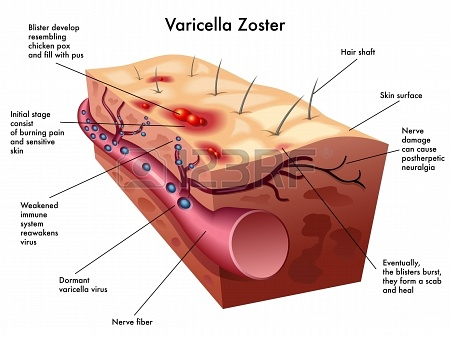 Varicella Zoster
Blister develop
resembling
chicken pox
and fill with pus
Hair shaft
Skin surface
Initial stage
consist
of burning pain
and sensitive
skin
Nerve
damage
can cause
postherpetic
neuralgia
123RF
Weakened
immune
system
reawakens
virus
Dormant
varicella virus
Nerve fiber
Eventually,
the blisters burst,
they form a scab
and heal